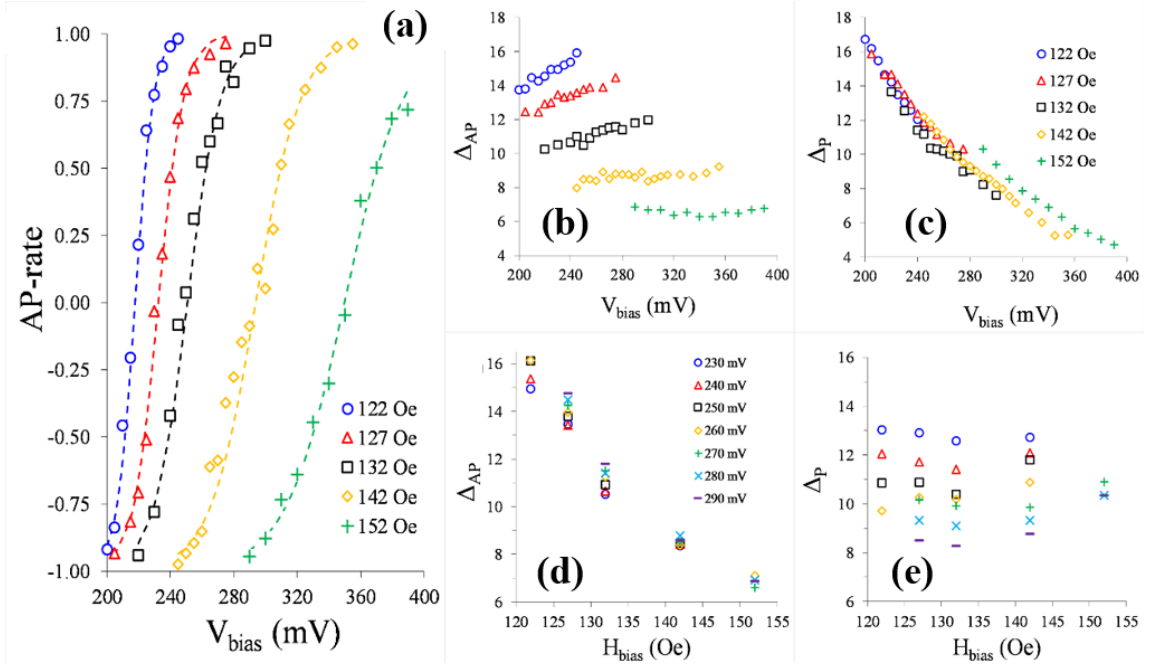 (a)
AP-rate
1.00
0.75
0.50
0.25
0.00
-0.25
-0.50
-0.75
-1.00
200 240 280 320 360 400
V_bias (mV)
122 Oe
127 Oe
132 Oe
142 Oe
152 Oe
(b)
Δ_AP
18
16
14
12
10
8
6
4
200 240 280 320 360 400
V_bias (mV)
(c)
Δ_P
18
16
14
12
10
8
6
4
200 240 280 320 360 400
V_bias (mV)
122 Oe
127 Oe
132 Oe
142 Oe
152 Oe
(d)
Δ_AP
16
14
12
10
8
6
120 125 130 135 140 145 150 155
H_bias (Oe)
230 mV
240 mV
250 mV
260 mV
270 mV
280 mV
290 mV
(e)
Δ_P
16
14
12
10
8
6
120 125 130 135 140 145 150 155
H_bias (Oe)